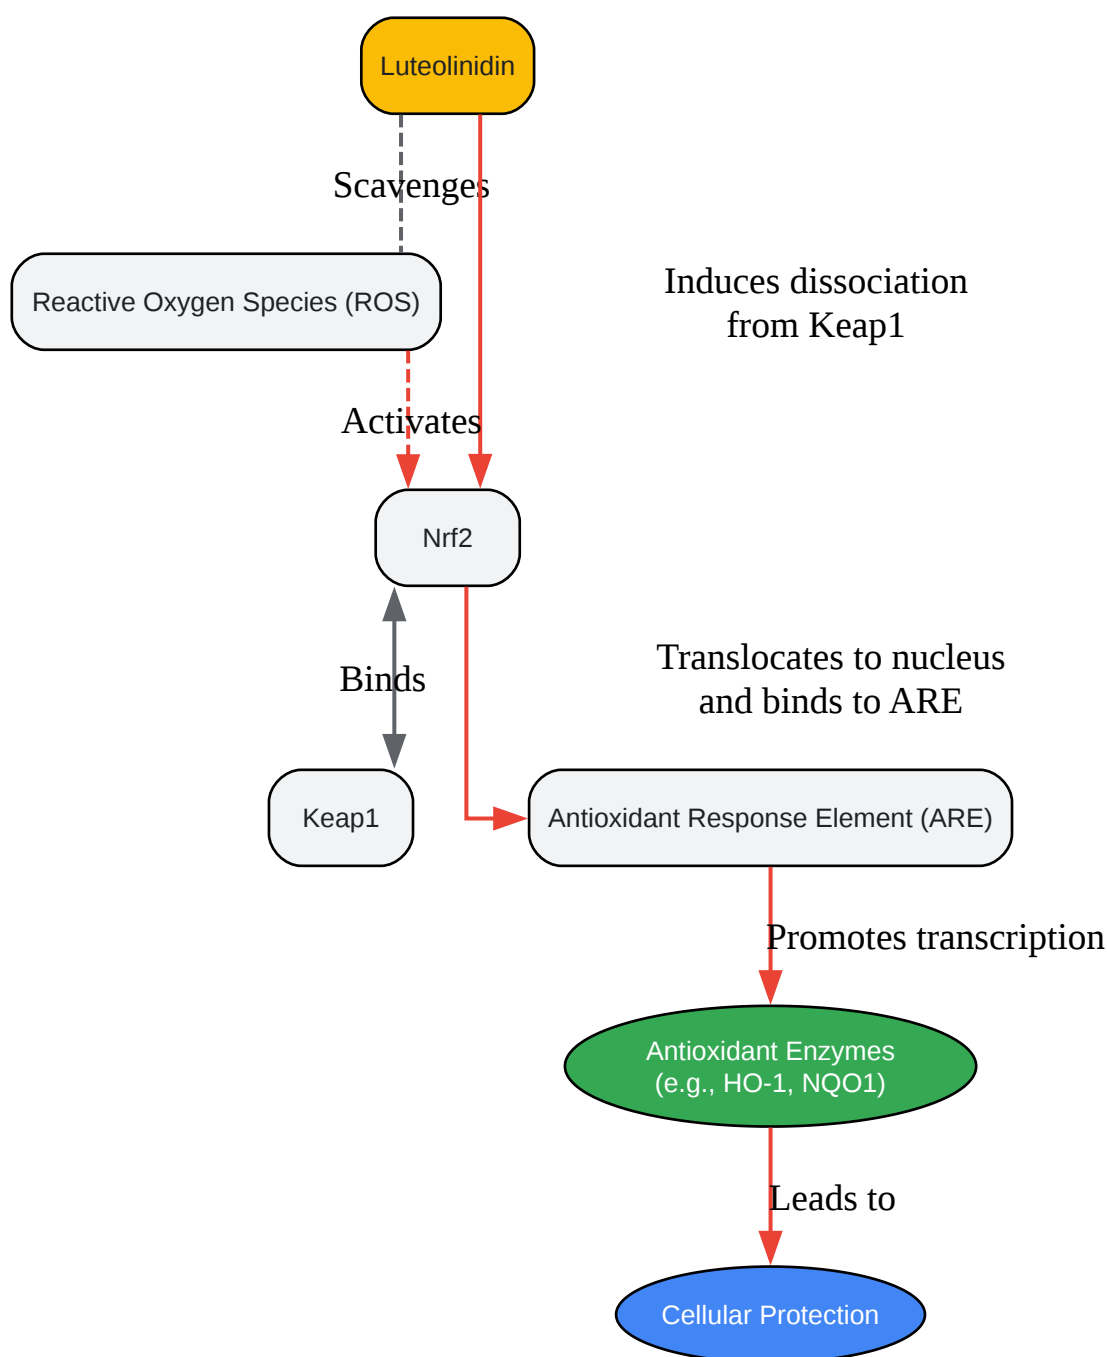 Luteolinidin
Scavenges
Induces dissociation
from Keap1
Reactive Oxygen Species (ROS)
Activates
Nrf2
Binds
Translocates to nucleus
and binds to ARE
Keap1
Antioxidant Response Element (ARE)
Promotes transcription
Antioxidant Enzymes
(e.g., HO-1, NQO1)
Leads to
Cellular Protection